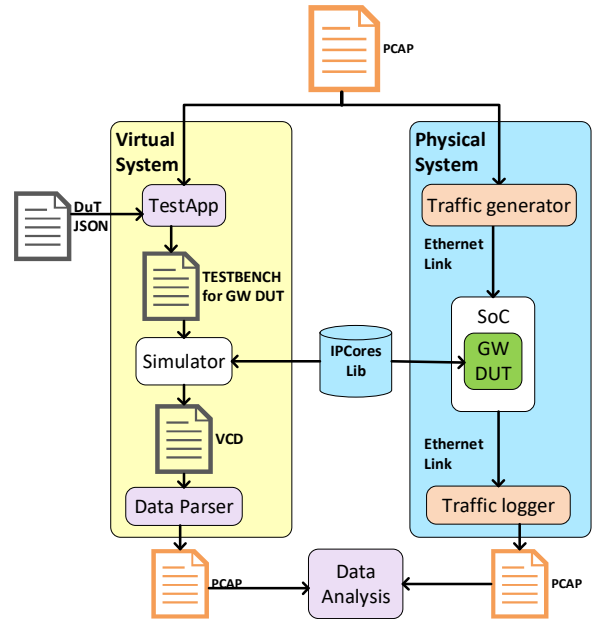 PCAP
Virtual
System
Physical
System
DuT
JSON
TestApp
Traffic generator
Ethernet
Link
TESTBENCH
for GW DUT
SoC
GW
DUT
IPCores
Lib
Simulator
VCD
Ethernet
Link
Data Parser
Traffic logger
PCAP
Data
Analysis
PCAP